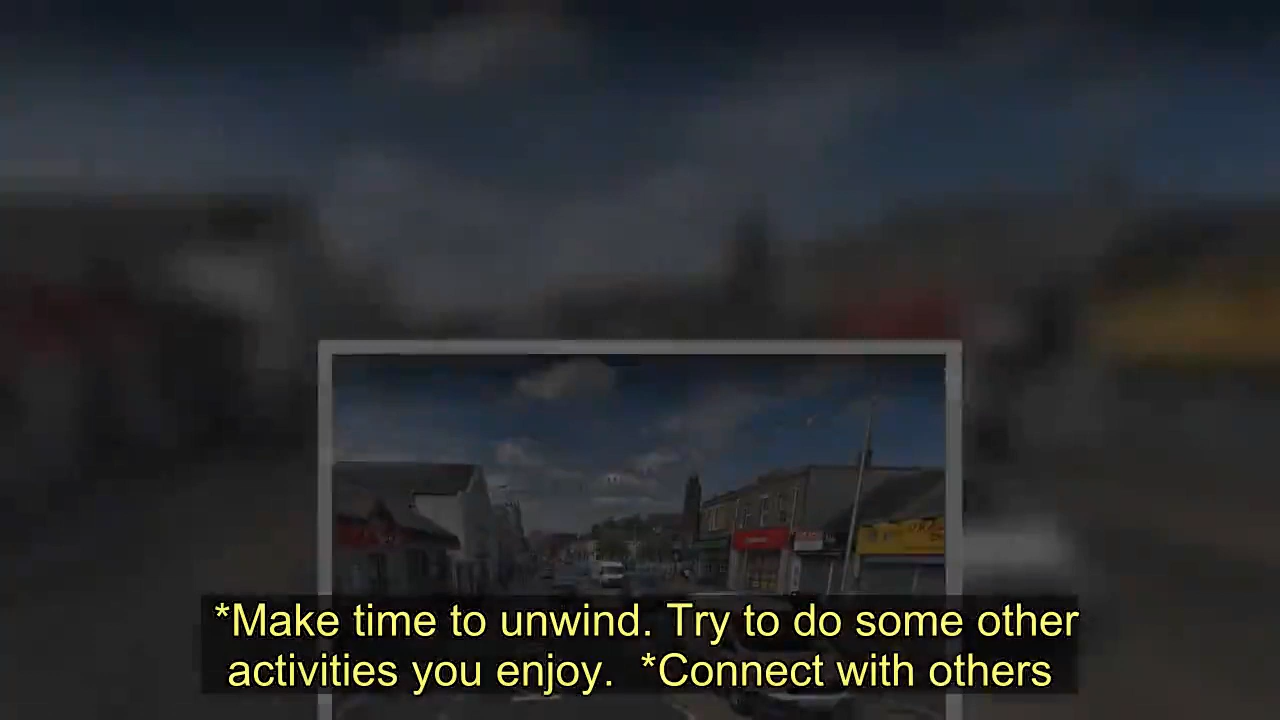 *Make time to unwind. Try to do some other
activities you enjoy.  *Connect with others